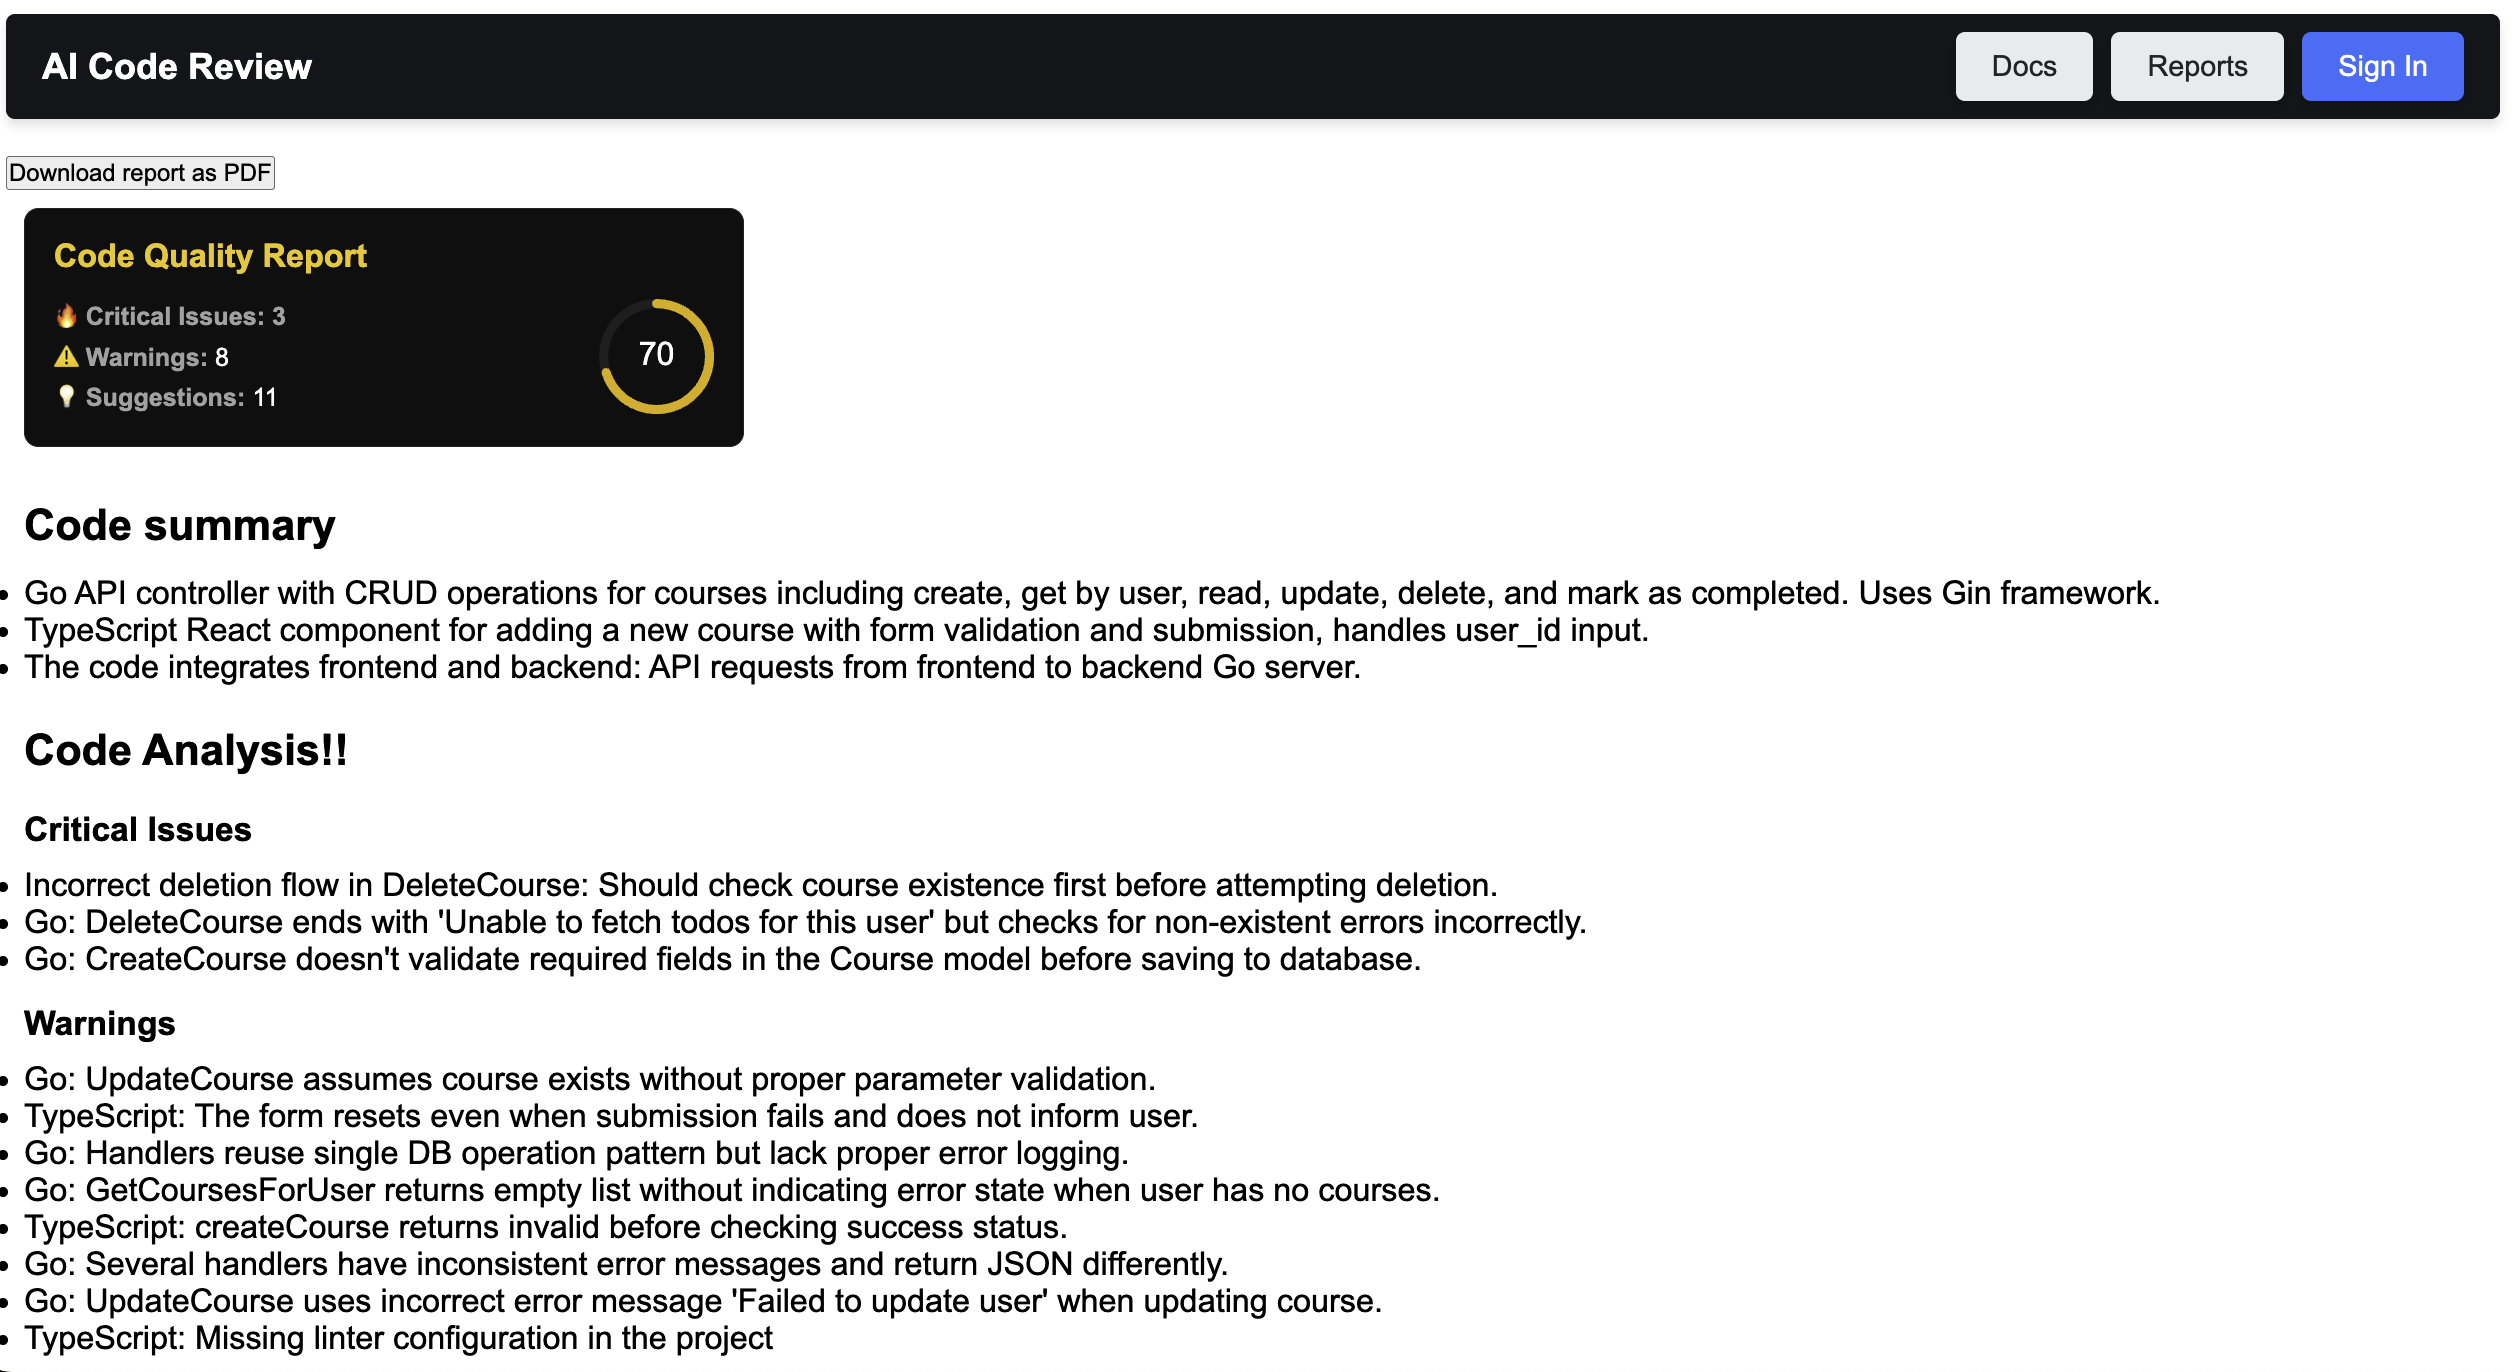 AI Code Review
Docs
Reports
Sign In
Download report as PDF
Code Quality Report
🔥 Critical Issues: 3
⚠️ Warnings: 8
💡 Suggestions: 11
70
Code summary
• Go API controller with CRUD operations for courses including create, get by user, read, update, delete, and mark as completed. Uses Gin framework.
• TypeScript React component for adding a new course with form validation and submission, handles user_id input.
• The code integrates frontend and backend: API requests from frontend to backend Go server.
Code Analysis!!
Critical Issues
• Incorrect deletion flow in DeleteCourse: Should check course existence first before attempting deletion.
• Go: DeleteCourse ends with 'Unable to fetch todos for this user' but checks for non-existent errors incorrectly.
• Go: CreateCourse doesn't validate required fields in the Course model before saving to database.
Warnings
• Go: UpdateCourse assumes course exists without proper parameter validation.
• TypeScript: The form resets even when submission fails and does not inform user.
• Go: Handlers reuse single DB operation pattern but lack proper error logging.
• Go: GetCoursesForUser returns empty list without indicating error state when user has no courses.
• TypeScript: createCourse returns invalid before checking success status.
• Go: Several handlers have inconsistent error messages and return JSON differently.
• Go: UpdateCourse uses incorrect error message 'Failed to update user' when updating course.
• TypeScript: Missing linter configuration in the project